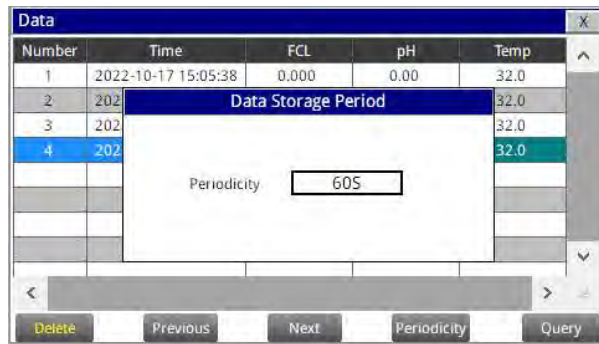 Data X
Number Time FCL pH Temp
1 2022-10-17 15:05:38 0.000 0.00 32.0
2 202 32.0
Data Storage Period
3 202 32.0
4 202 32.0
Periodicity 60S
Delete Previous Next Periodicity Query